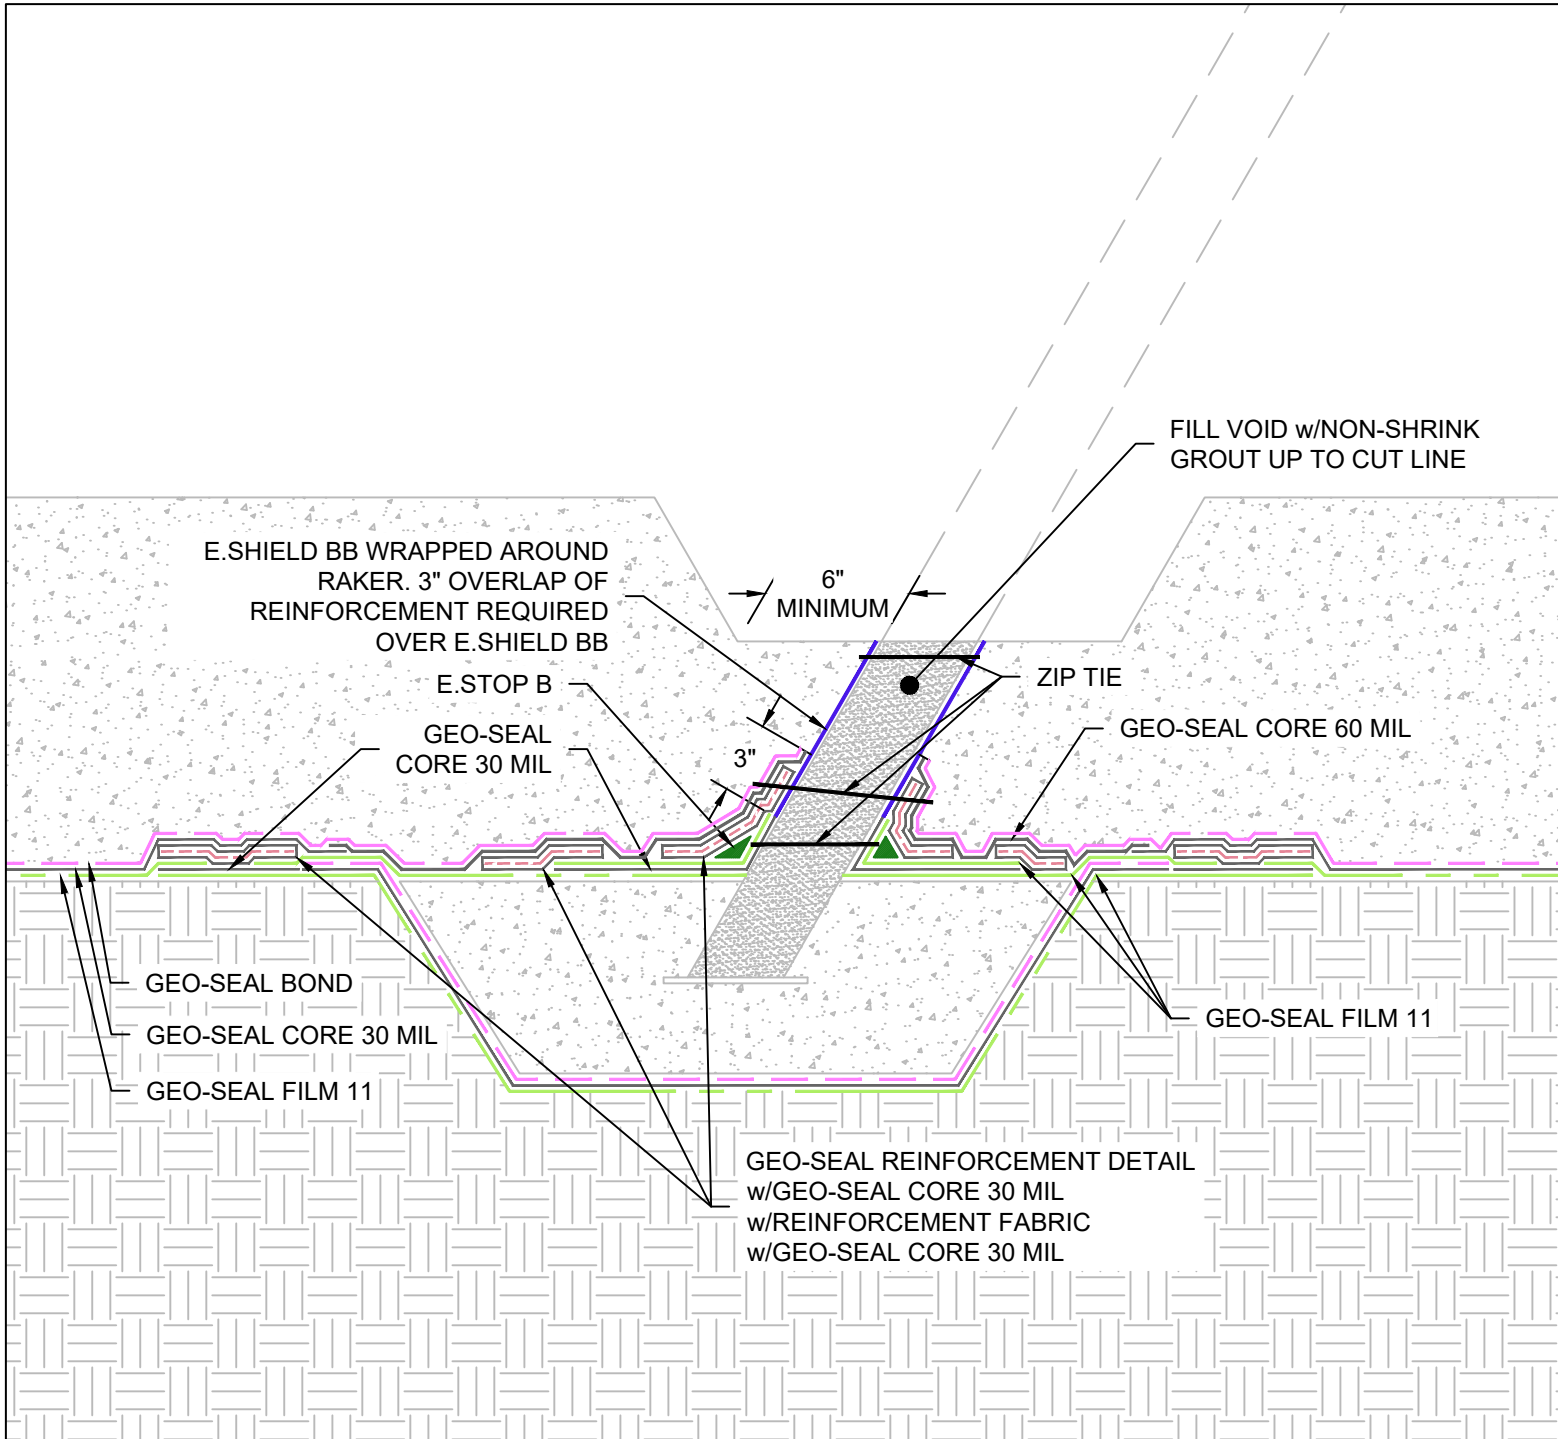 FILL VOID w/NON-SHRINK
GROUT UP TO CUT LINE
E.SHIELD BB WRAPPED AROUND
RAKER. 3" OVERLAP OF
REINFORCEMENT REQUIRED
OVER E.SHIELD BB
6"
MINIMUM
E.STOP B
ZIP TIE
GEO-SEAL
CORE 30 MIL
3"
GEO-SEAL CORE 60 MIL
GEO-SEAL BOND
GEO-SEAL CORE 30 MIL
GEO-SEAL FILM 11
GEO-SEAL FILM 11
GEO-SEAL REINFORCEMENT DETAIL
w/GEO-SEAL CORE 30 MIL
w/REINFORCEMENT FABRIC
w/GEO-SEAL CORE 30 MIL